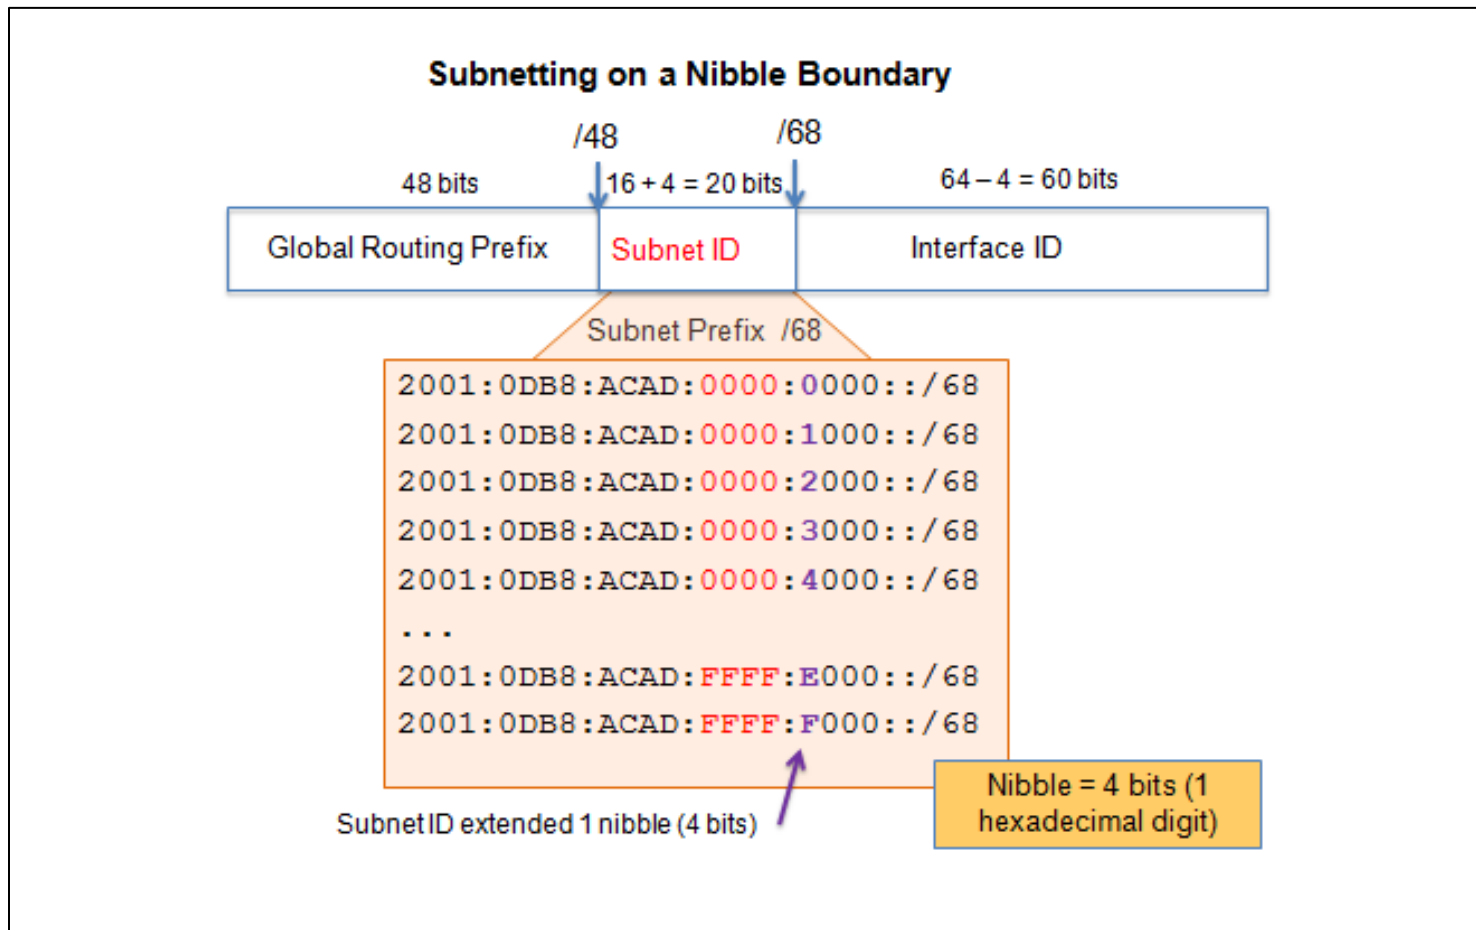 Subnetting on a Nibble Boundary
/48 /68
48 bits 16 + 4 = 20 bits 64 – 4 = 60 bits
Global Routing Prefix Subnet ID Interface ID
Subnet Prefix /68
2001:0DB8:ACAD:0000:0000::/68
2001:0DB8:ACAD:0000:1000::/68
2001:0DB8:ACAD:0000:2000::/68
2001:0DB8:ACAD:0000:3000::/68
2001:0DB8:ACAD:0000:4000::/68
...
2001:0DB8:ACAD:FFFF:E000::/68
2001:0DB8:ACAD:FFFF:F000::/68
Subnet ID extended 1 nibble (4 bits)
Nibble = 4 bits (1
hexadecimal digit)